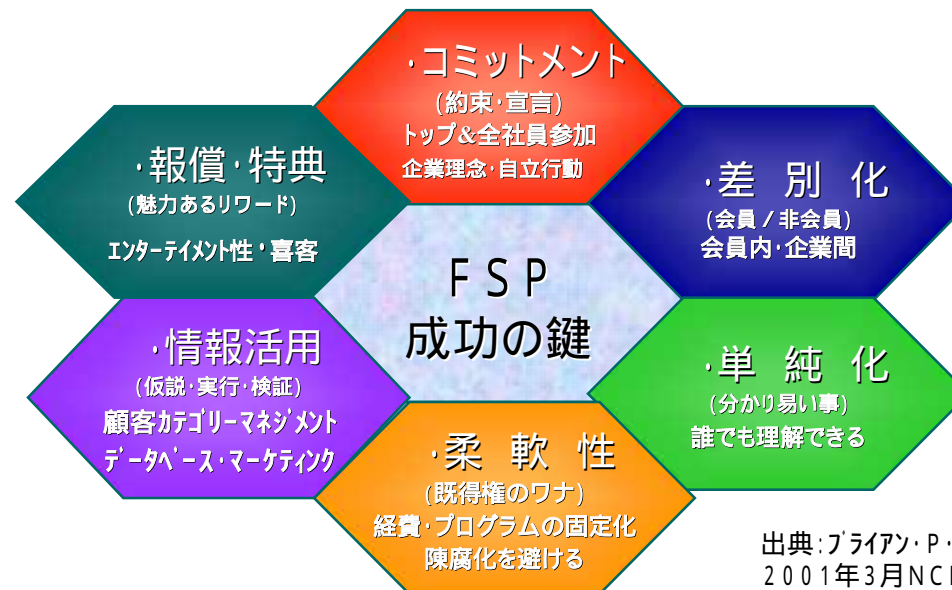 ・コミットメント
(約束・宣言)
トップ&全社員参加
企業理念・自立行動
・報償・特典
(魅力あるリワード)
エンターテイメント性・喜客
・差 別 化
(会員/非会員)
会員内・企業間
FSP
成功の鍵
・情報活用
(仮説・実行・検証)
顧客カテゴリーマネジメント
データベース・マーケティング
・単 純 化
(分かり易い事)
誰でも理解できる
・柔 軟 性
(既得権のワナ)
経費・プログラムの固定化
陳腐化を避ける
出典:ブライアン・P・
2001年3月NC